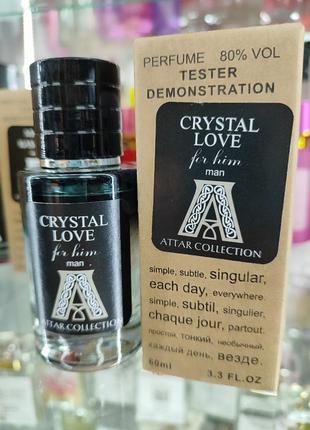 CRYSTAL
LOVE
for him
man
ATTAR COLLECTION
PERFUME 80% VOL
TESTER
DEMONSTRATION
CRYSTAL
LOVE
for him
man
A
ATTAR COLLECTION
simple, subtle, singular,
each day, everywhere.
simple, subtil, singulier,
chaque jour, partout.
простой, тонкий, необычный,
каждый день, везде.
60ml 3.3 FL.OZ